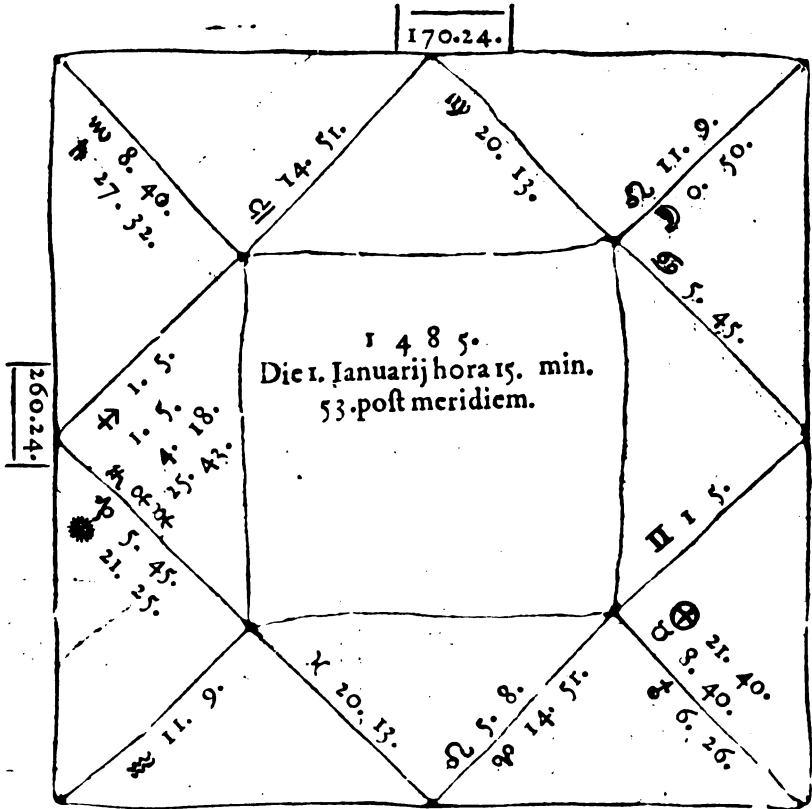 170.24.
♏ 8. 40.
27. 32.
♎ 14. 51.
♍ 20. 13.
♌ 11. 9.
☽ 0. 50.
♋ 5. 45.
260.24.
♐ 1. 5.
1. 5.
4. 18.
25. 43.
1 4 8 5.
Die 1. Ianuarij hora 15. min.
53.poſt meridiem.
♑ 5. 45.
☉ 21. 25.
♊ 1 5.
⊗ 21. 40.
♉ 8. 40.
6. 26.
♒ 11. 9.
♓ 20. 13.
☊ 5. 8.
♈ 14. 51.